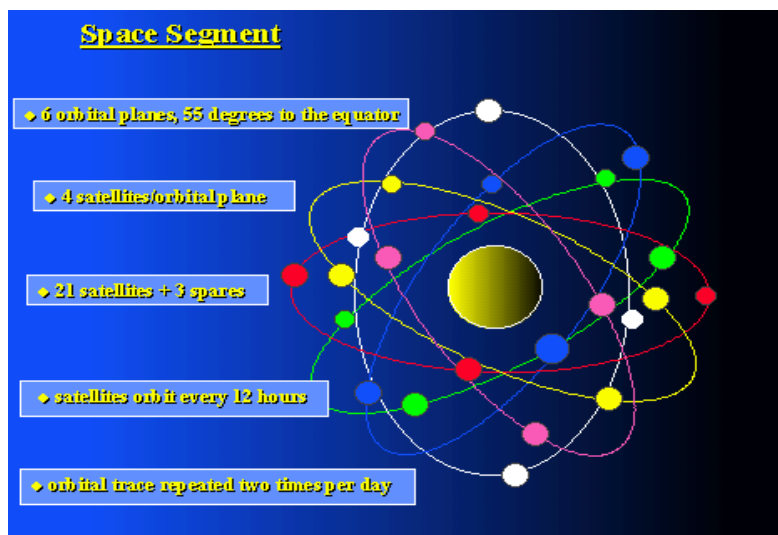 Space Segment
◆ 6 orbital planes, 55 degrees to the equator
◆ 4 satellites/orbital plane
◆ 21 satellites + 3 spares
◆ satellites orbit every 12 hours
◆ orbital trace repeated two times per day